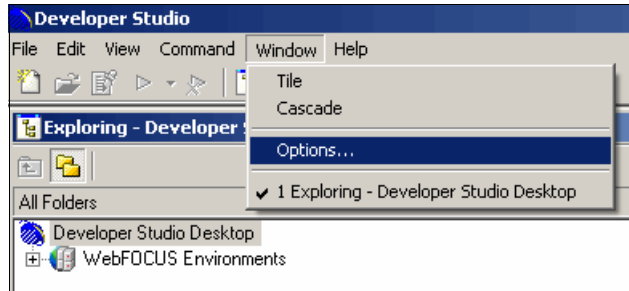 Developer Studio
File Edit View Command Window Help
Tile
Cascade
Exploring - Developer
Options...
All Folders
✔ 1 Exploring - Developer Studio Desktop
Developer Studio Desktop
WebFOCUS Environments